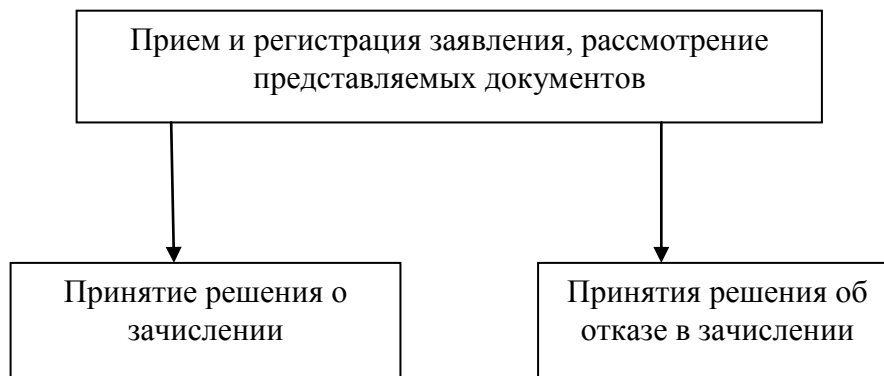 Прием и регистрация заявления, рассмотрение
представляемых документов
Принятие решения о
зачислении
Принятия решения об
отказе в зачислении